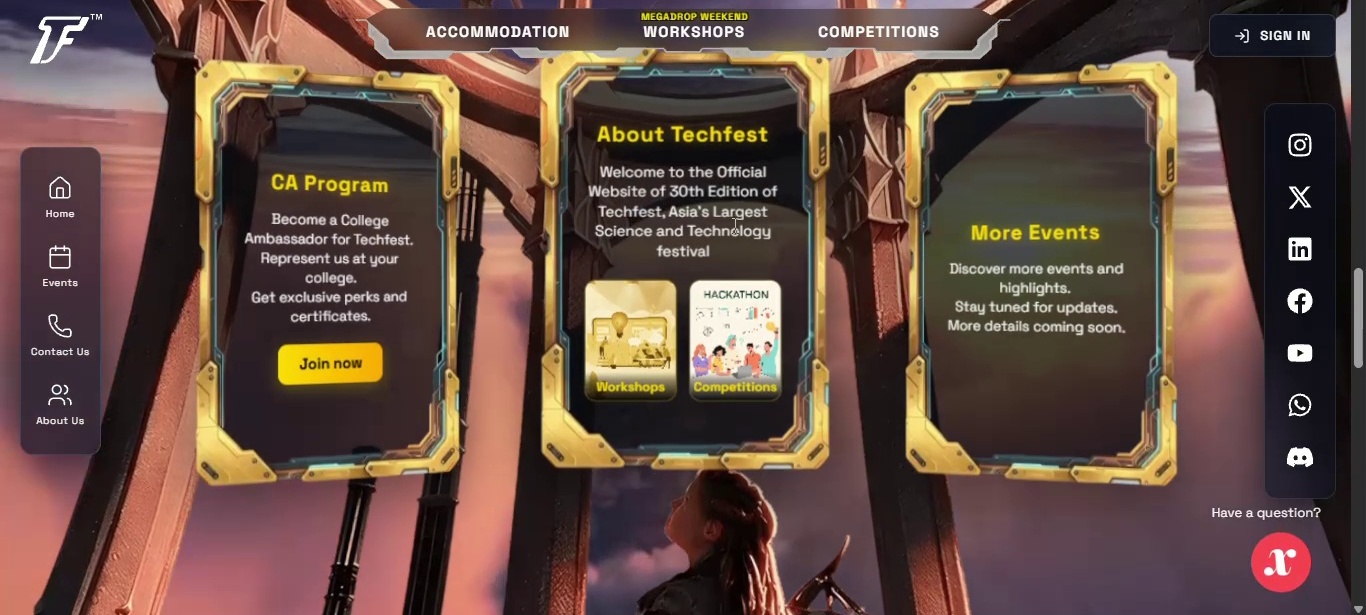 TF™
MEGADROP WEEKEND
ACCOMMODATION
WORKSHOPS
COMPETITIONS
SIGN IN
Home
Events
Contact Us
About Us
CA Program
Become a College
Ambassador for Techfest.
Represent us at your
college.
Get exclusive perks and
certificates.
Join now
About Techfest
Welcome to the Official
Website of 30th Edition of
Techfest, Asia's Largest
Science and Technology
festival
HACKATHON
Workshops
Competitions
More Events
Discover more events and
highlights.
Stay tuned for updates.
More details coming soon.
Have a question?
x